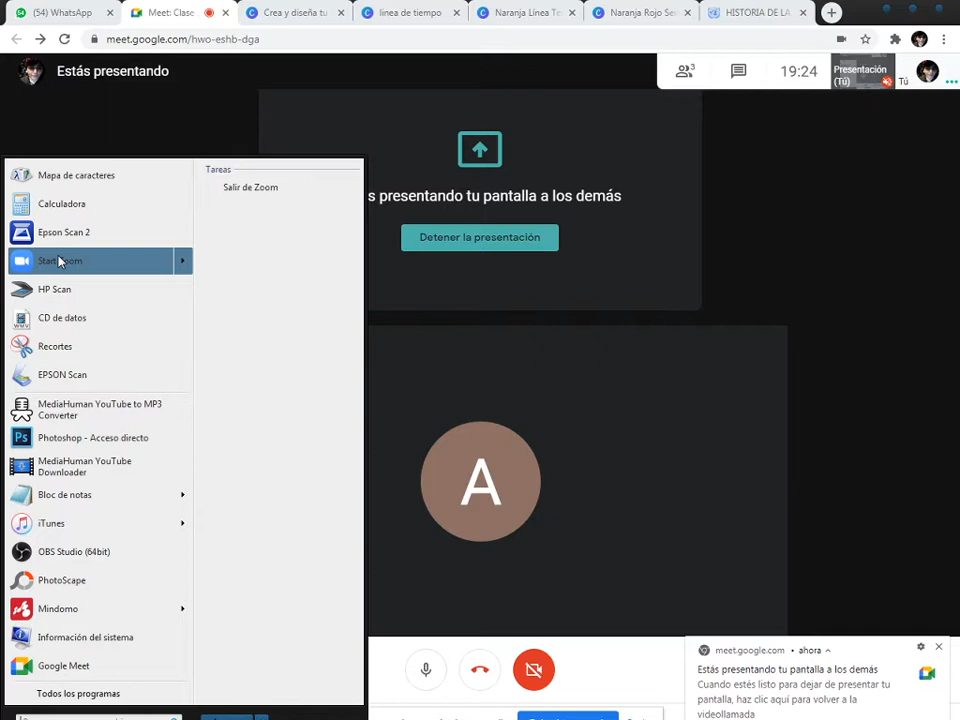 (54) WhatsApp
Meet: Clase
Crea y diseña tu
linea de tiempo
Naranja Línea Te
Naranja Rojo Se
HISTORIA DE LA
meet.google.com/hwo-eshb-dga
Estás presentando
3
19:24
Presentación
(Tú)
Tú
s presentando tu pantalla a los demás
Detener la presentación
Mapa de caracteres
Calculadora
Epson Scan 2
Start Zoom
HP Scan
CD de datos
Recortes
EPSON Scan
MediaHuman YouTube to MP3
Converter
Photoshop - Acceso directo
MediaHuman YouTube
Downloader
Bloc de notas
iTunes
OBS Studio (64bit)
PhotoScape
Mindomo
Información del sistema
Google Meet
Todos los programas
Tareas
Salir de Zoom
A
meet.google.com • ahora
Estás presentando tu pantalla a los demás
Cuando estés listo para dejar de presentar tu
pantalla, haz clic aquí para volver a la
videollamada